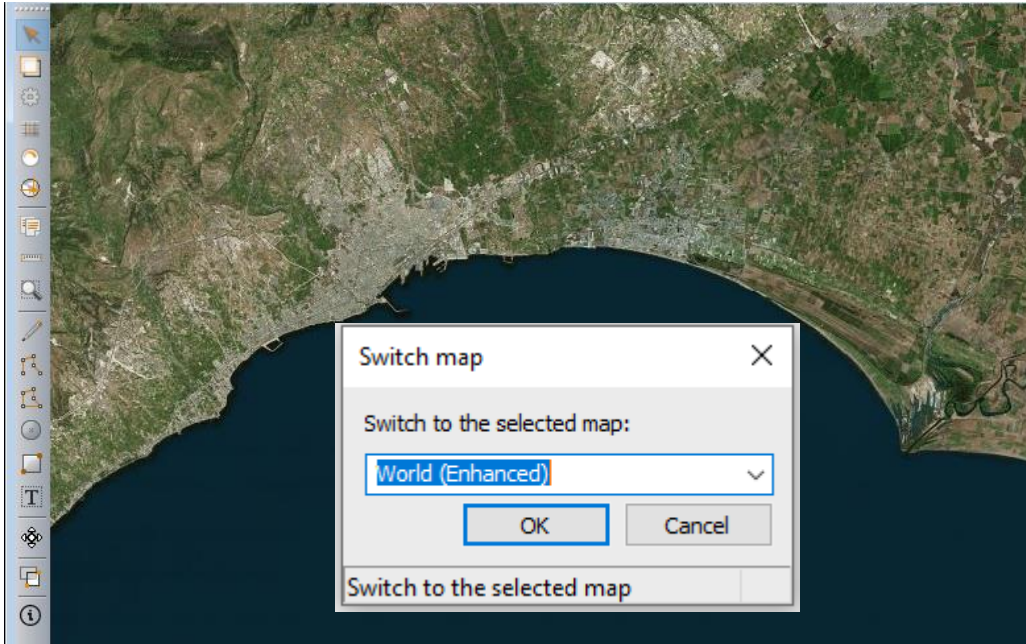 T
Switch map
Switch to the selected map:
World (Enhanced)
OK
Cancel
Switch to the selected map